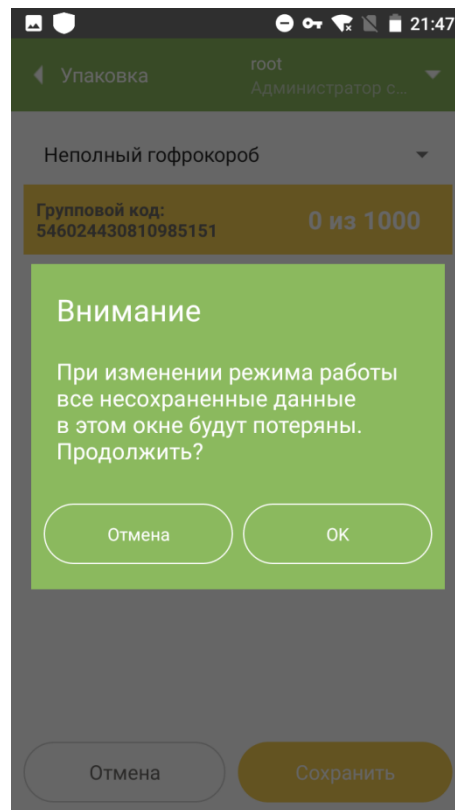 21:47
Упаковка
root
Администратор с...
Неполный гофрокороб
Групповой код:
546024430810985151
0 из 1000
Внимание
При изменении режима работы
все несохраненные данные
в этом окне будут потеряны.
Продолжить?
Отмена
OK
Отмена
Сохранить